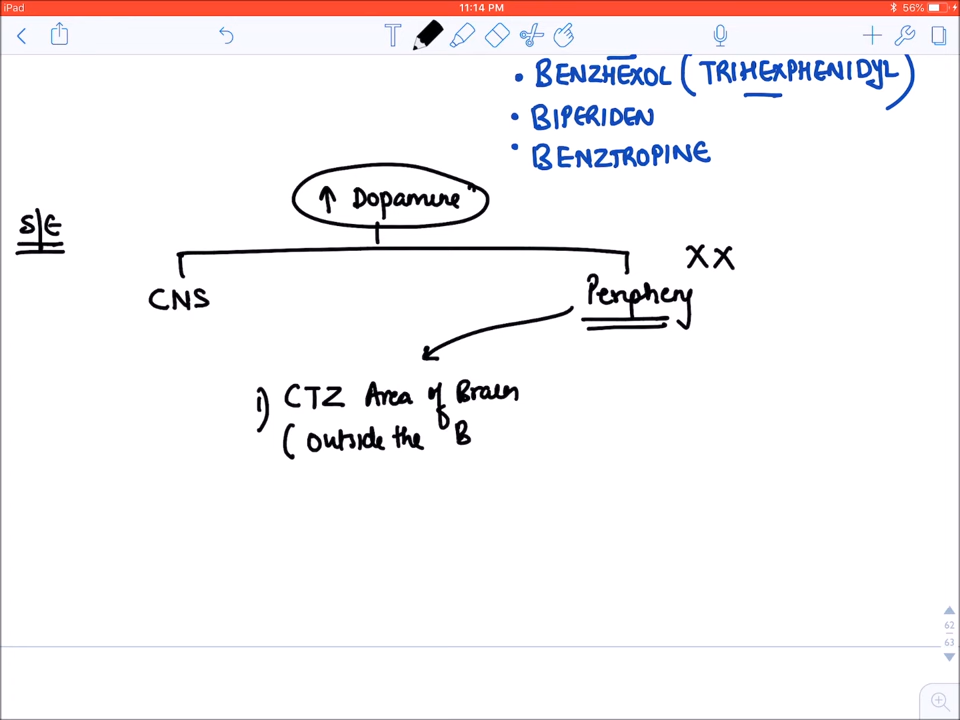 iPad 11:14 PM 56%
T
• BENZHEXOL (TRIHEXPHENIDYL)
• BIPERIDEN
• BENZTROPINE
↑ Dopamine
S|E
XX
CNS Periphery
1) CTZ Area of Brain
(outside the B
62
63